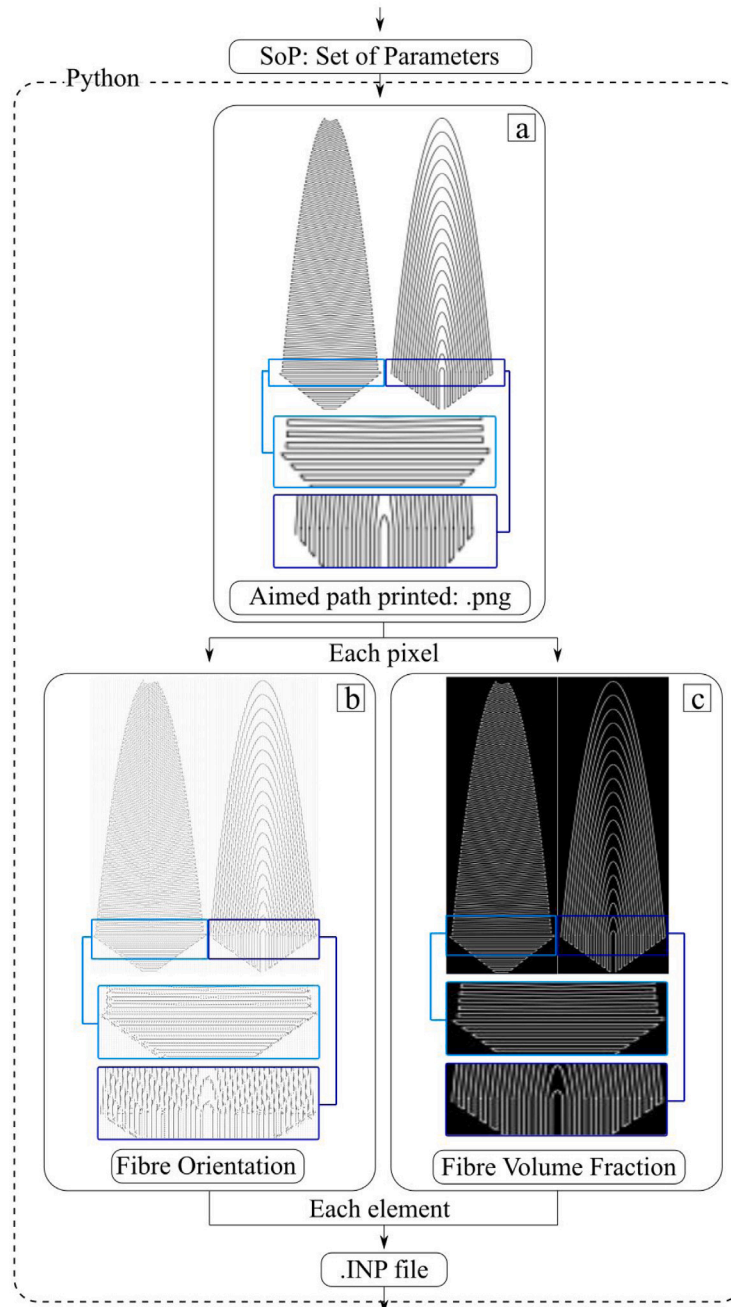 SoP: Set of Parameters
Python
a
Aimed path printed: .png
Each pixel
b
c
Fibre Orientation
Fibre Volume Fraction
Each element
.INP file